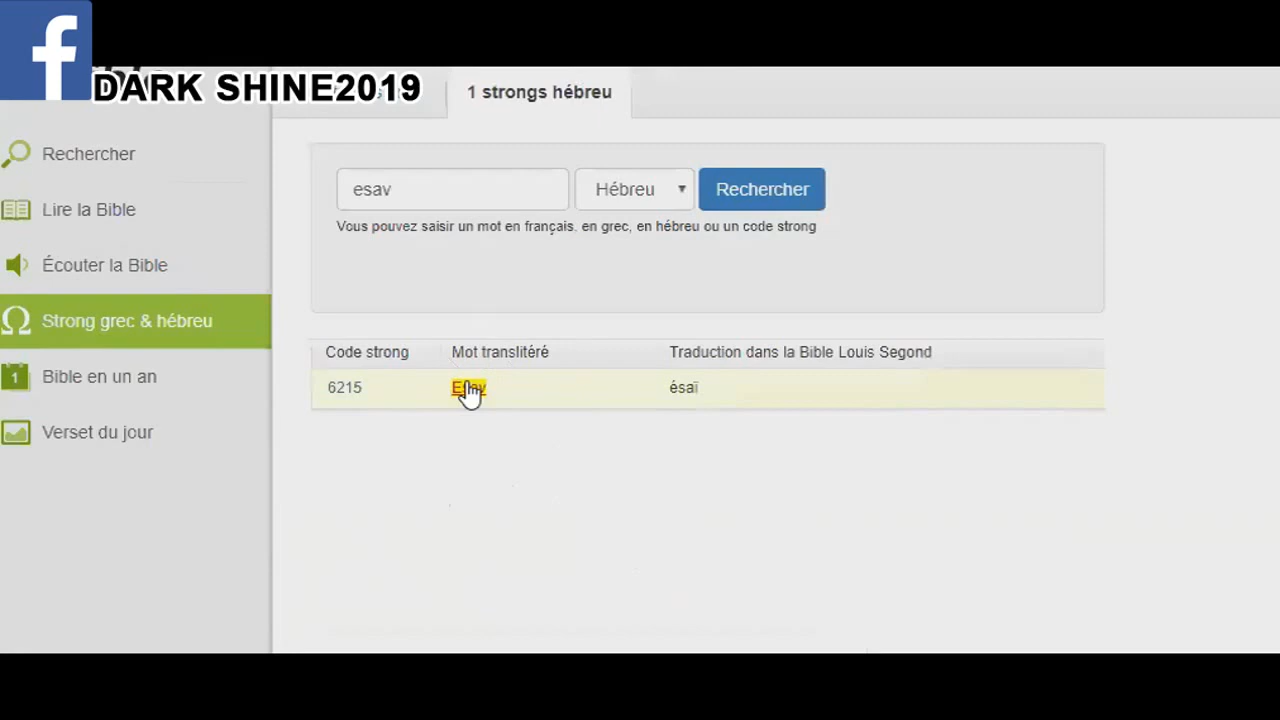 f
DARK SHINE2019
1 strongs hébreu
Rechercher
Lire la Bible
Écouter la Bible
Strong grec & hébreu
1
Bible en un an
Verset du jour
esav
Hébreu
Rechercher
Vous pouvez saisir un mot en français, en grec, en hébreu ou un code strong
Code strong Mot translitéré Traduction dans la Bible Louis Segond
6215 ésaï